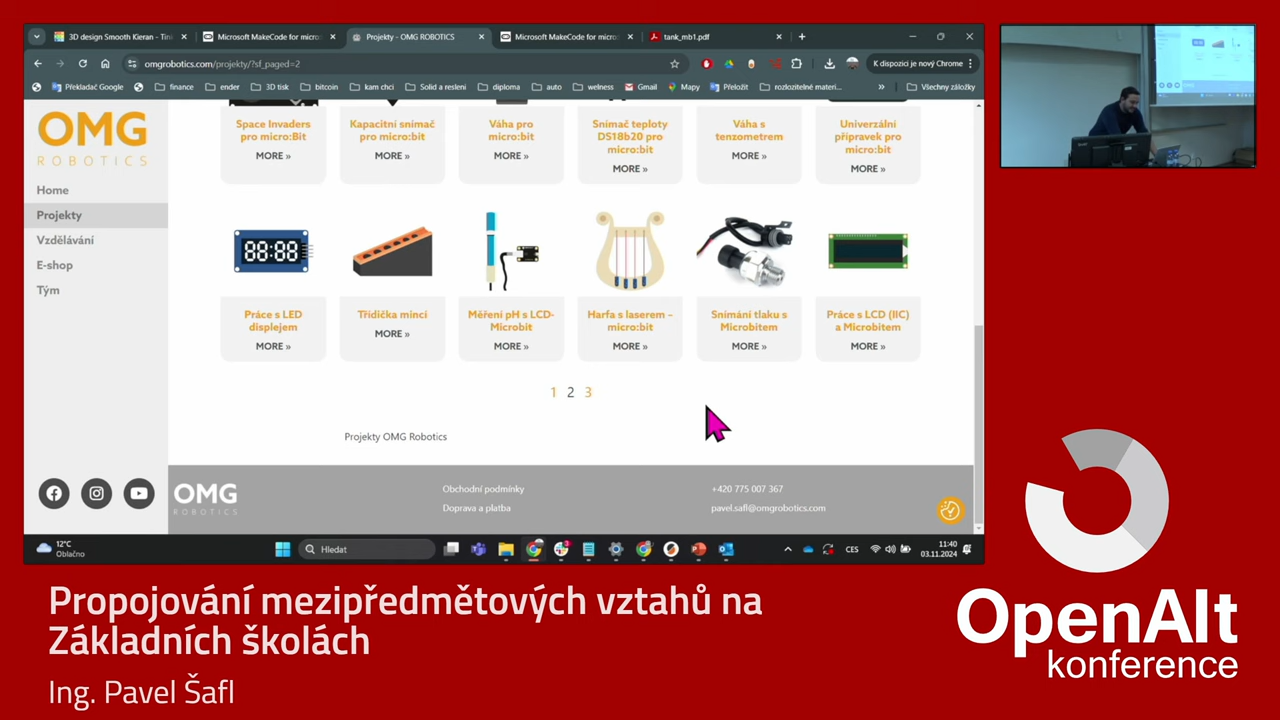 3D design Smooth Kieran - Tin
Microsoft MakeCode for micro:
Projekty - OMG ROBOTICS
Microsoft MakeCode for micro:
tank_mb1.pdf
omgrobotics.com/projekty/?sf_paged=2
K dispozici je nový Chrome
Překladač Google
finance
ender
3D tisk
bitcoin
kam chci
Solid a reslení
diploma
auto
welness
Gmail
Mapy
Přeložit
rozlozitelne materi...
»
Všechny záložky
OMG
ROBOTICS
Home
Projekty
Vzdělávání
E-shop
Tým
Space Invaders
pro micro:Bit
MORE »
Kapacitní snímač
pro micro:bit
MORE »
Váha pro
micro:bit
MORE »
Snímač teploty
DS18b20 pro
micro:bit
MORE »
Váha s
tenzometrem
MORE »
Univerzální
přípravek pro
micro:bit
MORE »
88:88
Práce s LED
displejem
MORE »
Třídička mincí
MORE »
Měření pH s LCD-
Microbit
MORE »
Harfa s laserem –
micro:bit
MORE »
Snímání tlaku s
Microbitem
MORE »
Práce s LCD (IIC)
a Microbitem
MORE »
1 2 3
Projekty OMG Robotics
OMG
ROBOTICS
Obchodní podmínky
Doprava a platba
+420 775 007 367
pavel.safl@omgrobotics.com
12°C
Oblačno
Hledat
CES
11:40
03.11.2024
Propojování mezipředmětových vztahů na
Základních školách
Ing. Pavel Šafl
OpenAlt
konference